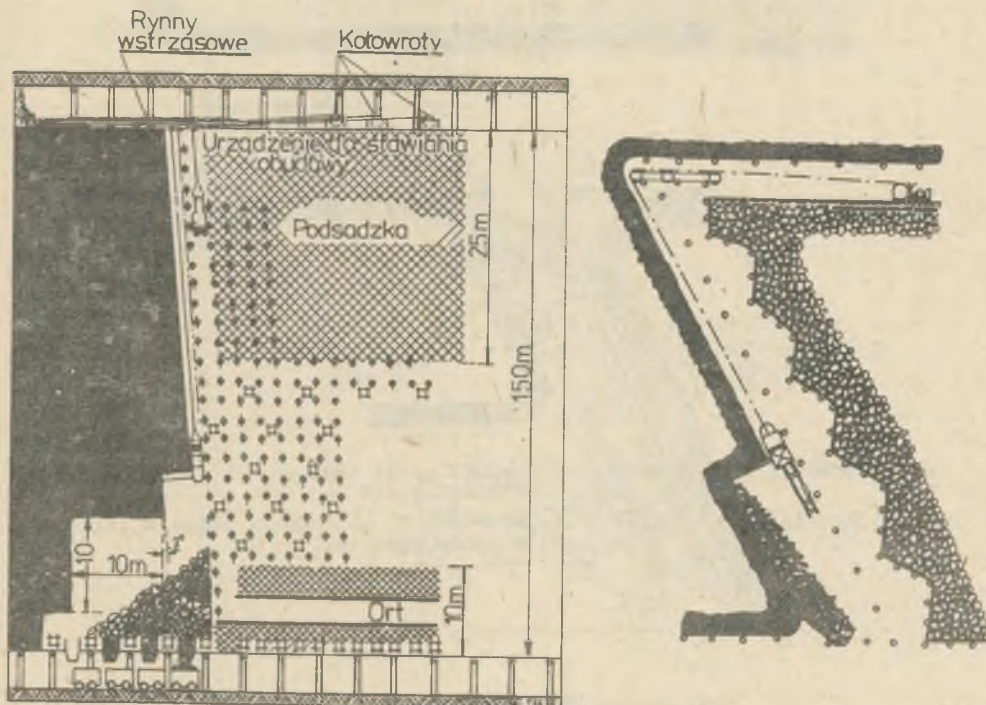 Rynny
wstrząsowe
Kołowroty
Urządzenie do stawiania
obudowy
Podsadzka
25m
150m
10
10m
Ort
10m